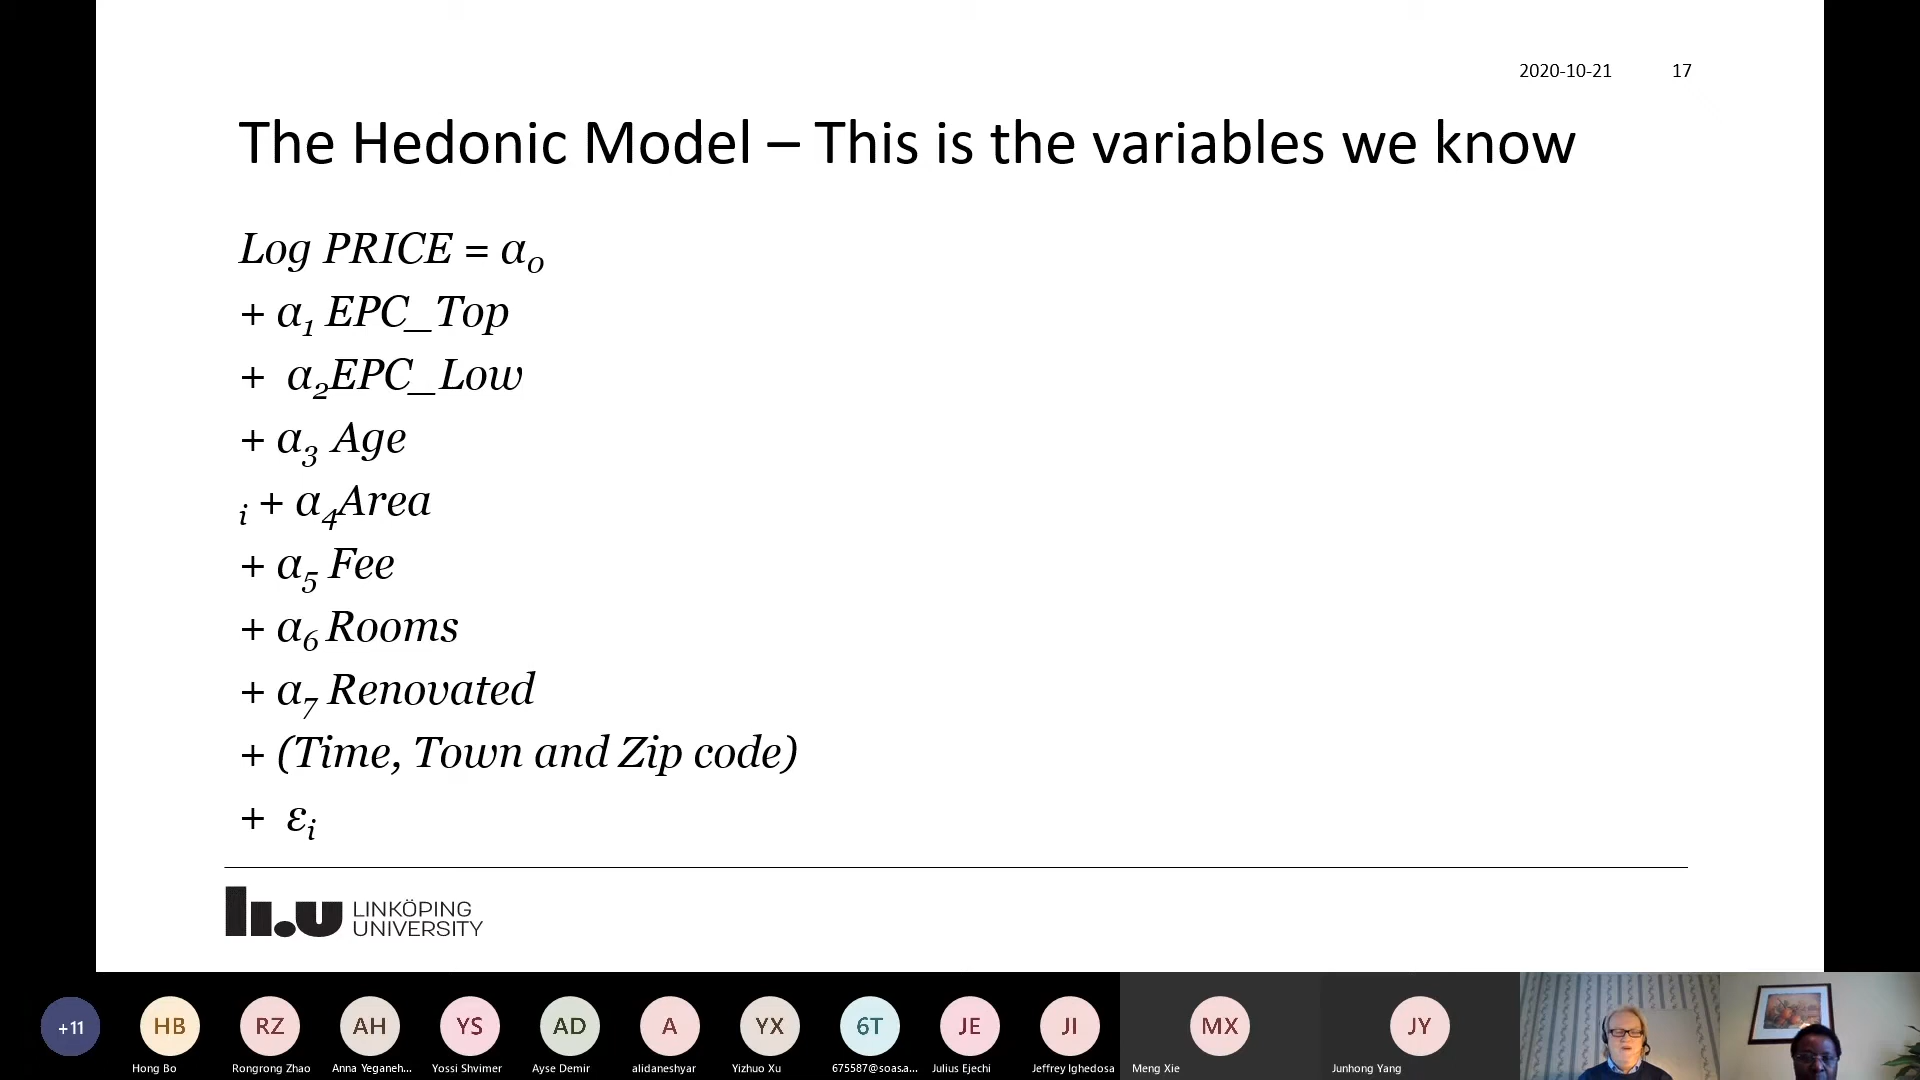 2020-10-21 17
The Hedonic Model – This is the variables we know
Log PRICE = α₀
+ α₁ EPC_Top
+ α₂EPC_Low
+ α₃ Age
ᵢ + α₄Area
+ α₅ Fee
+ α₆ Rooms
+ α₇ Renovated
+ (Time, Town and Zip code)
+ εᵢ
LINKÖPING
UNIVERSITY
li.u
+11 HB RZ AH YS AD A YX 6T JE JI MX JY
Hong Bo Rongrong Zhao Anna Yeganeh... Yossi Shvimer Ayse Demir alidaneshyar Yizhuo Xu 675587@soas.a... Julius Ejechi Jeffrey Ighedosa Meng Xie Junhong Yang